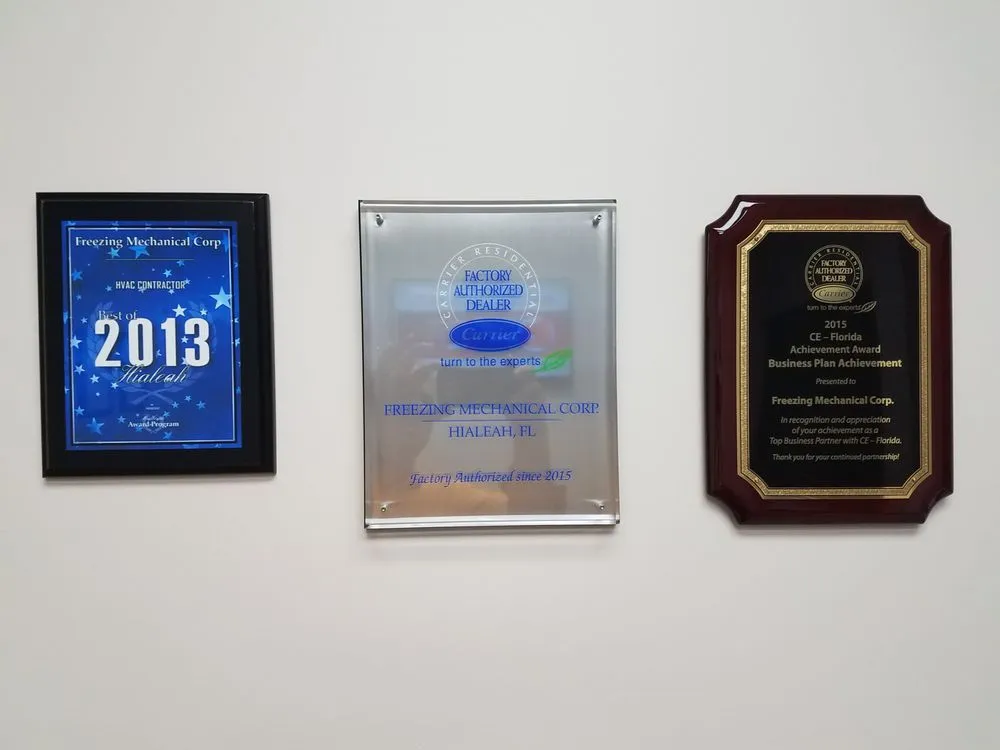 Freezing Mechanical Corp
HVAC CONTRACTOR
Best of
2013
Hialeah
Award Program
CARRIER RESIDENTIAL
FACTORY
AUTHORIZED
DEALER
Carrier
turn to the experts
FREEZING MECHANICAL CORP.
HIALEAH, FL
Factory Authorized since 2015
CARRIER RESIDENTIAL
FACTORY
AUTHORIZED
DEALER
Carrier
turn to the experts
2015
CE – Florida
Achievement Award
Business Plan Achievement
Presented to
Freezing Mechanical Corp.
In recognition and appreciation
of your achievement as a
Top Business Partner with CE – Florida.
Thank you for your continued partnership!